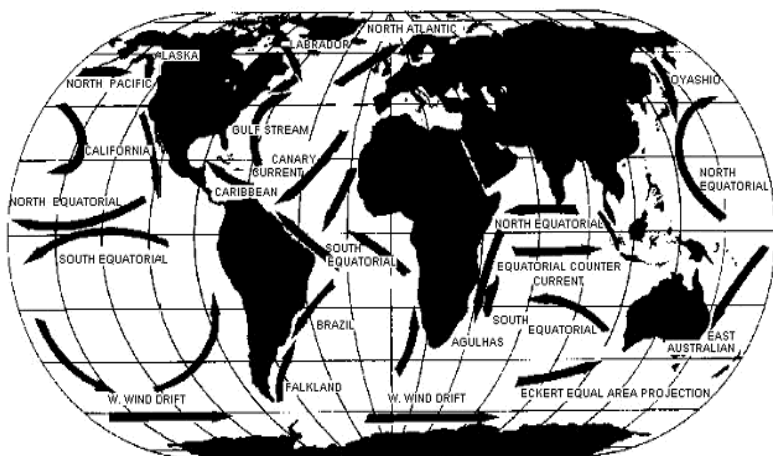 NORTH ATLANTIC
LABRADOR
ALASKA
OYASHIO
NORTH PACIFIC
GULF STREAM
CALIFORNIA
CANARY
CURRENT
NORTH
EQUATORIAL
CARIBBEAN
NORTH EQUATORIAL
NORTH EQUATORIAL
SOUTH
EQUATORIAL
SOUTH EQUATORIAL
EQUATORIAL COUNTER
CURRENT
SOUTH
EQUATORIAL
BRAZIL
EAST
AUSTRALIAN
AGULHAS
FALKLAND
ECKERT EQUAL AREA PROJECTION
W. WIND DRIFT
W. WIND DRIFT